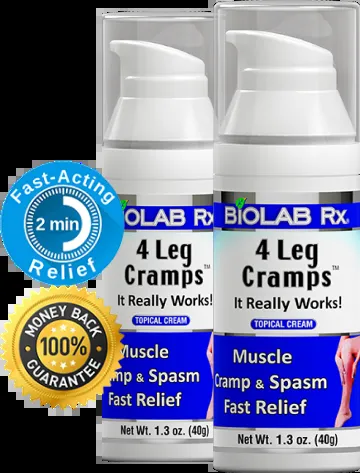 Fast-Acting
2 min
Relief
MONEY BACK
100%
GUARANTEE
BIOLAB Rx
4 Leg
Cramps™
It Really Works!
TOPICAL CREAM
Muscle
amp & Spasm
Fast Relief
Net Wt. 1.3 oz. (40g)
BIOLAB Rx®
4 Leg
Cramps™
It Really Works!
TOPICAL CREAM
Muscle
Cramp & Spasm
Fast Relief
Net Wt. 1.3 oz. (40g)